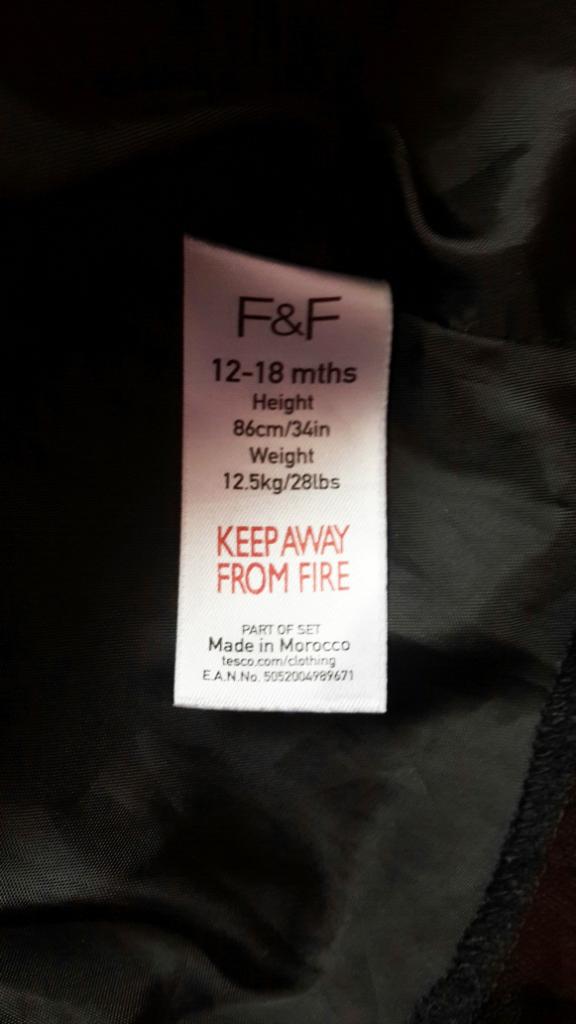 F&F
12-18 mths
Height
86cm/34in
Weight
12.5kg/28lbs
KEEP AWAY
FROM FIRE
PART OF SET
Made in Morocco
tesco.com/clothing
E.A.N.No. 5052004989671